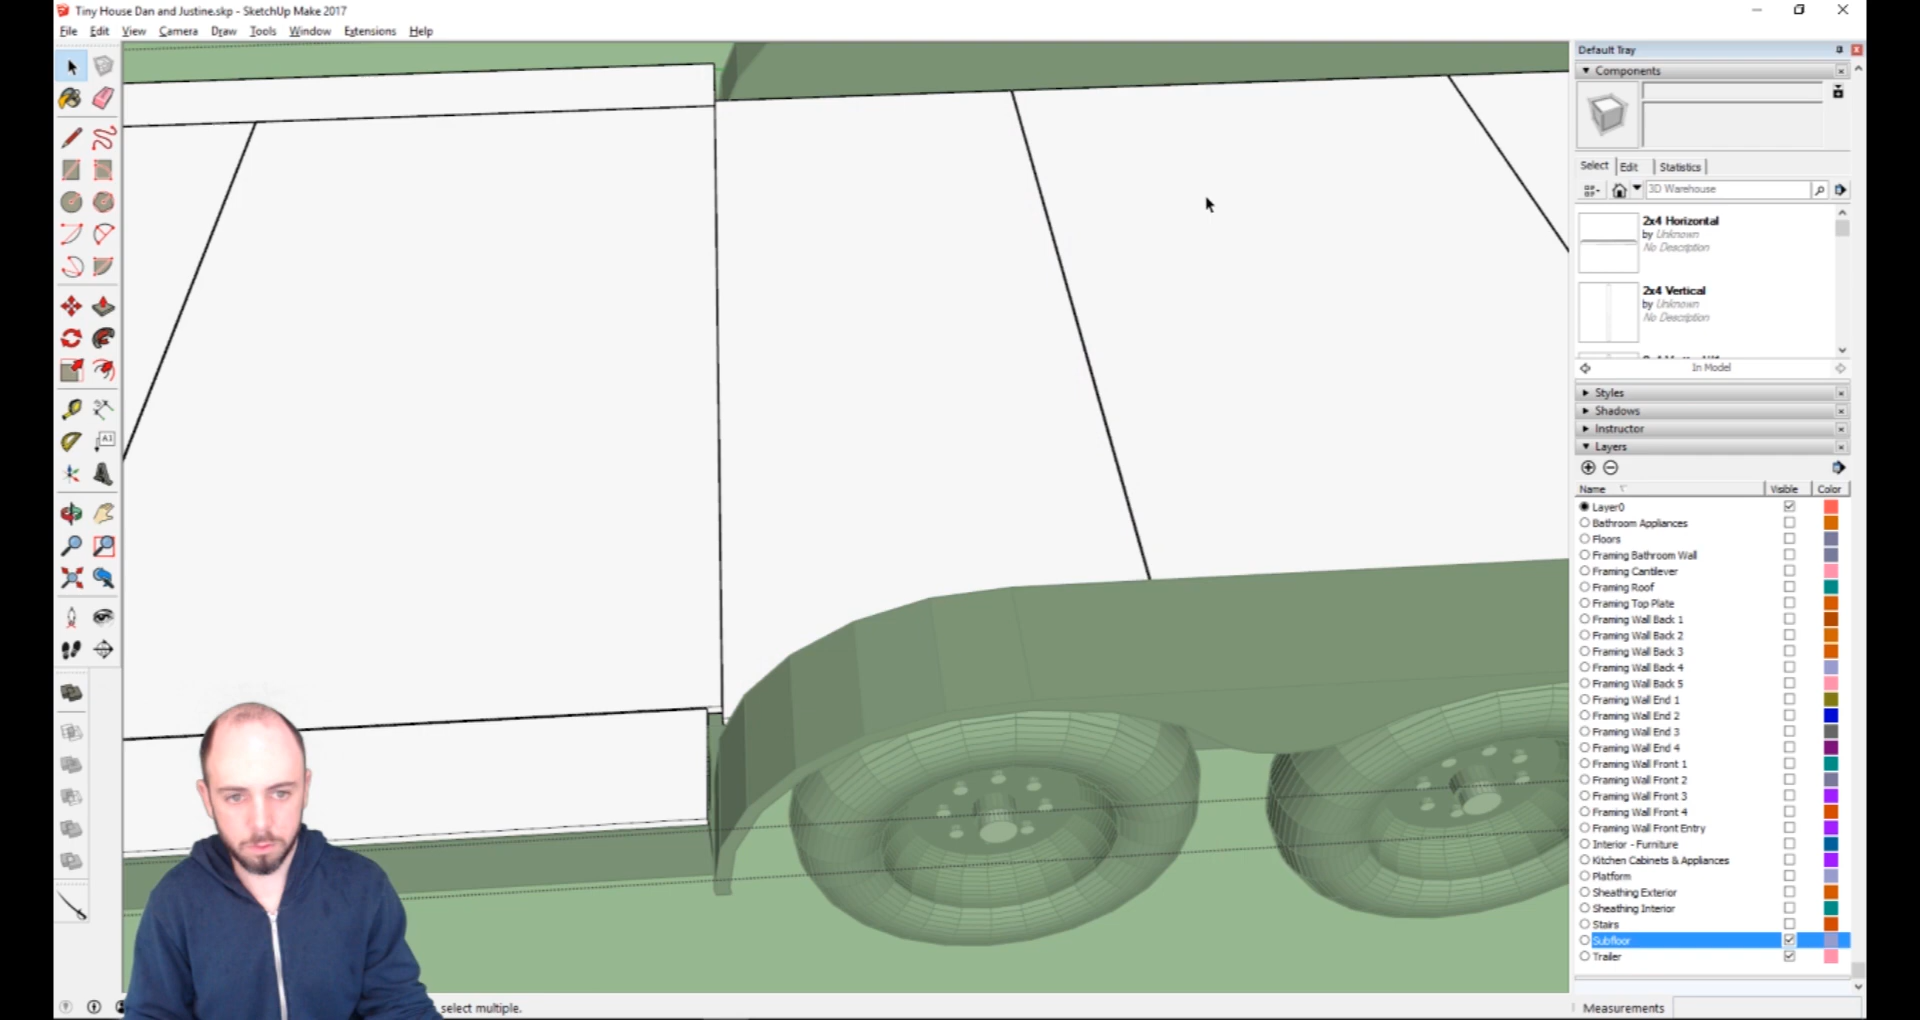 Tiny House Dan and Justine.skp - SketchUp Make 2017
File Edit View Camera Draw Tools Window Extensions Help
Default Tray
Components
Select Edit Statistics
3D Warehouse
2x4 Horizontal
by Unknown
No Description
2x4 Vertical
by Unknown
No Description
In Model
Styles
Shadows
Instructor
Layers
Name Visible Color
Layer0
Bathroom Appliances
Floors
Framing Bathroom Wall
Framing Cantilever
Framing Roof
Framing Top Plate
Framing Wall Back 1
Framing Wall Back 2
Framing Wall Back 3
Framing Wall Back 4
Framing Wall Back 5
Framing Wall End 1
Framing Wall End 2
Framing Wall End 3
Framing Wall End 4
Framing Wall Front 1
Framing Wall Front 2
Framing Wall Front 3
Framing Wall Front 4
Framing Wall Front Entry
Interior - Furniture
Kitchen Cabinets & Appliances
Platform
Sheathing Exterior
Sheathing Interior
Stairs
Subfloor
Trailer
select multiple.
Measurements